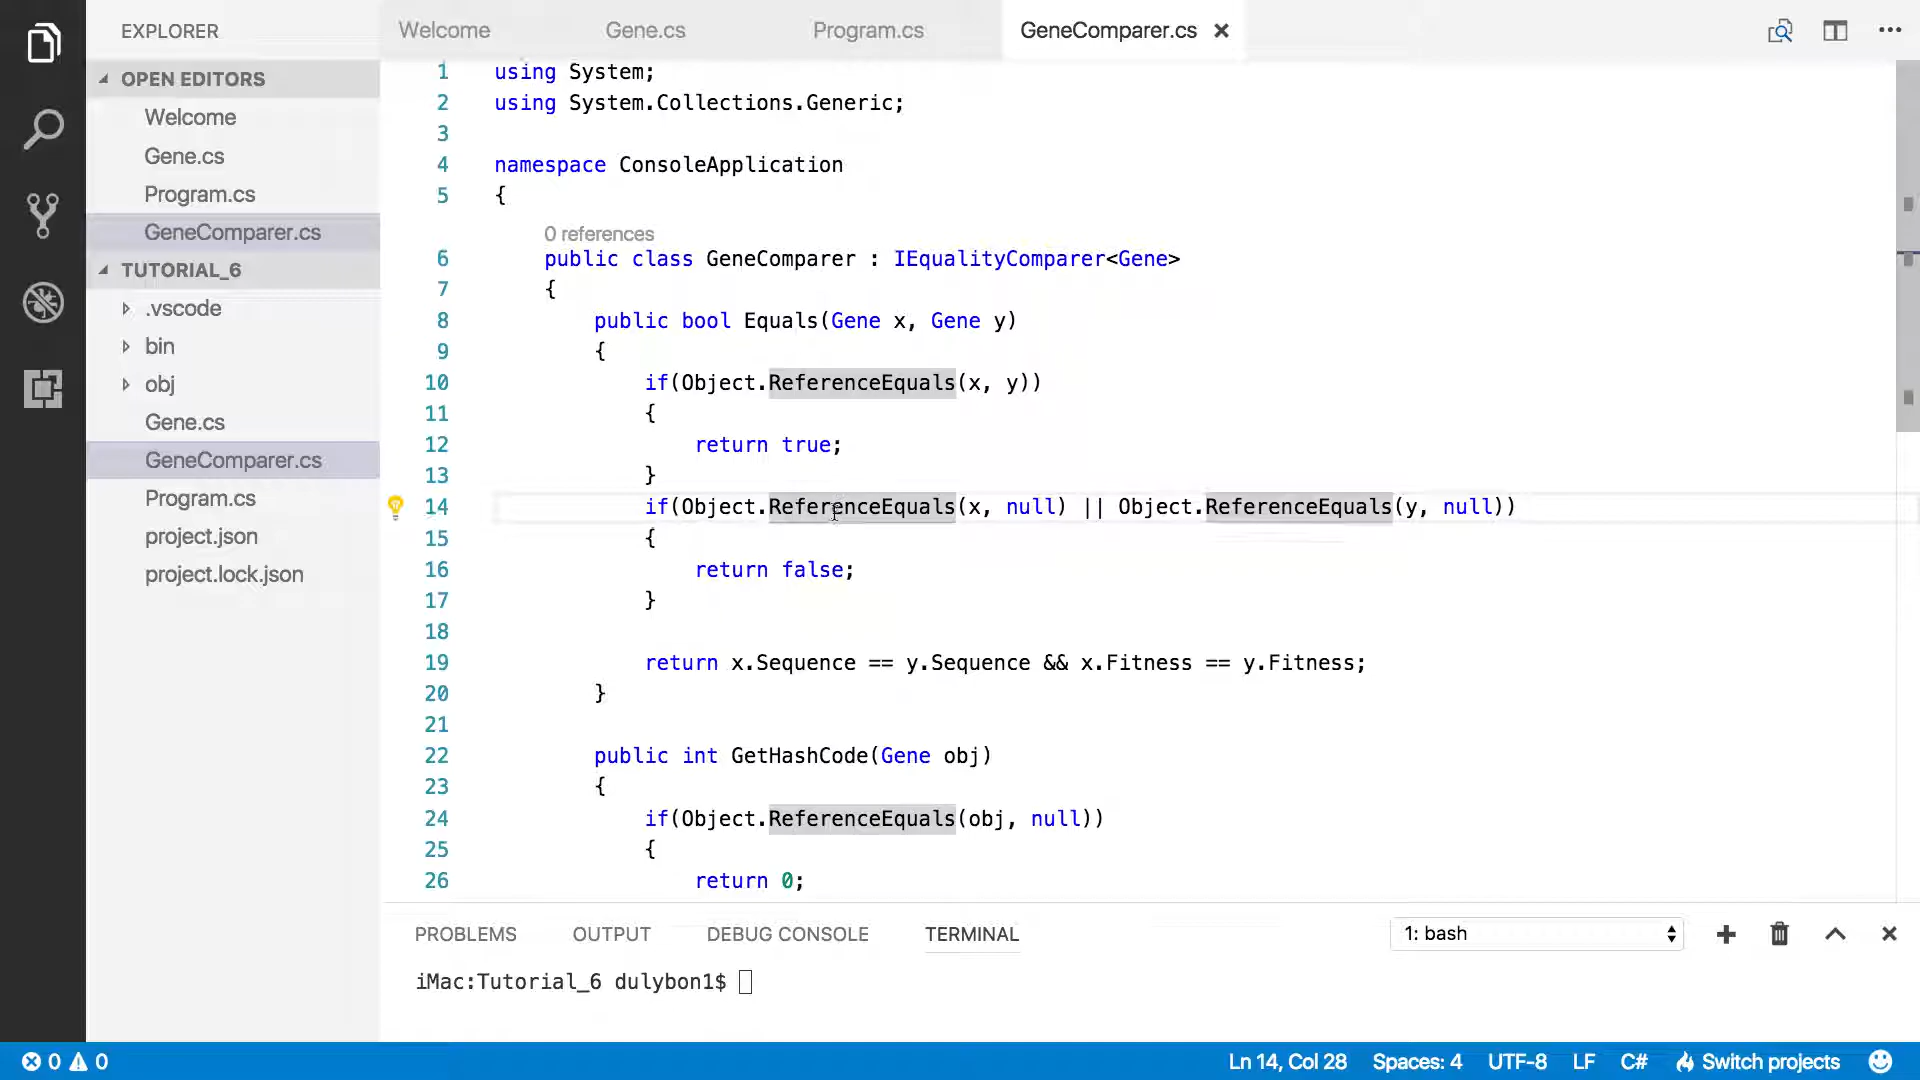 EXPLORER
OPEN EDITORS
Welcome
Gene.cs
Program.cs
GeneComparer.cs
TUTORIAL_6
.vscode
bin
obj
Gene.cs
GeneComparer.cs
Program.cs
project.json
project.lock.json
Welcome Gene.cs Program.cs GeneComparer.cs
1 using System;
2 using System.Collections.Generic;
3
4 namespace ConsoleApplication
5 {
0 references
6 public class GeneComparer : IEqualityComparer<Gene>
7 {
8 public bool Equals(Gene x, Gene y)
9 {
10 if(Object.ReferenceEquals(x, y))
11 {
12 return true;
13 }
14 if(Object.ReferenceEquals(x, null) || Object.ReferenceEquals(y, null))
15 {
16 return false;
17 }
18
19 return x.Sequence == y.Sequence && x.Fitness == y.Fitness;
20 }
21
22 public int GetHashCode(Gene obj)
23 {
24 if(Object.ReferenceEquals(obj, null))
25 {
26 return 0;
PROBLEMS OUTPUT DEBUG CONSOLE TERMINAL 1: bash
iMac:Tutorial_6 dulybon1$
0 0 Ln 14, Col 28 Spaces: 4 UTF-8 LF C# Switch projects